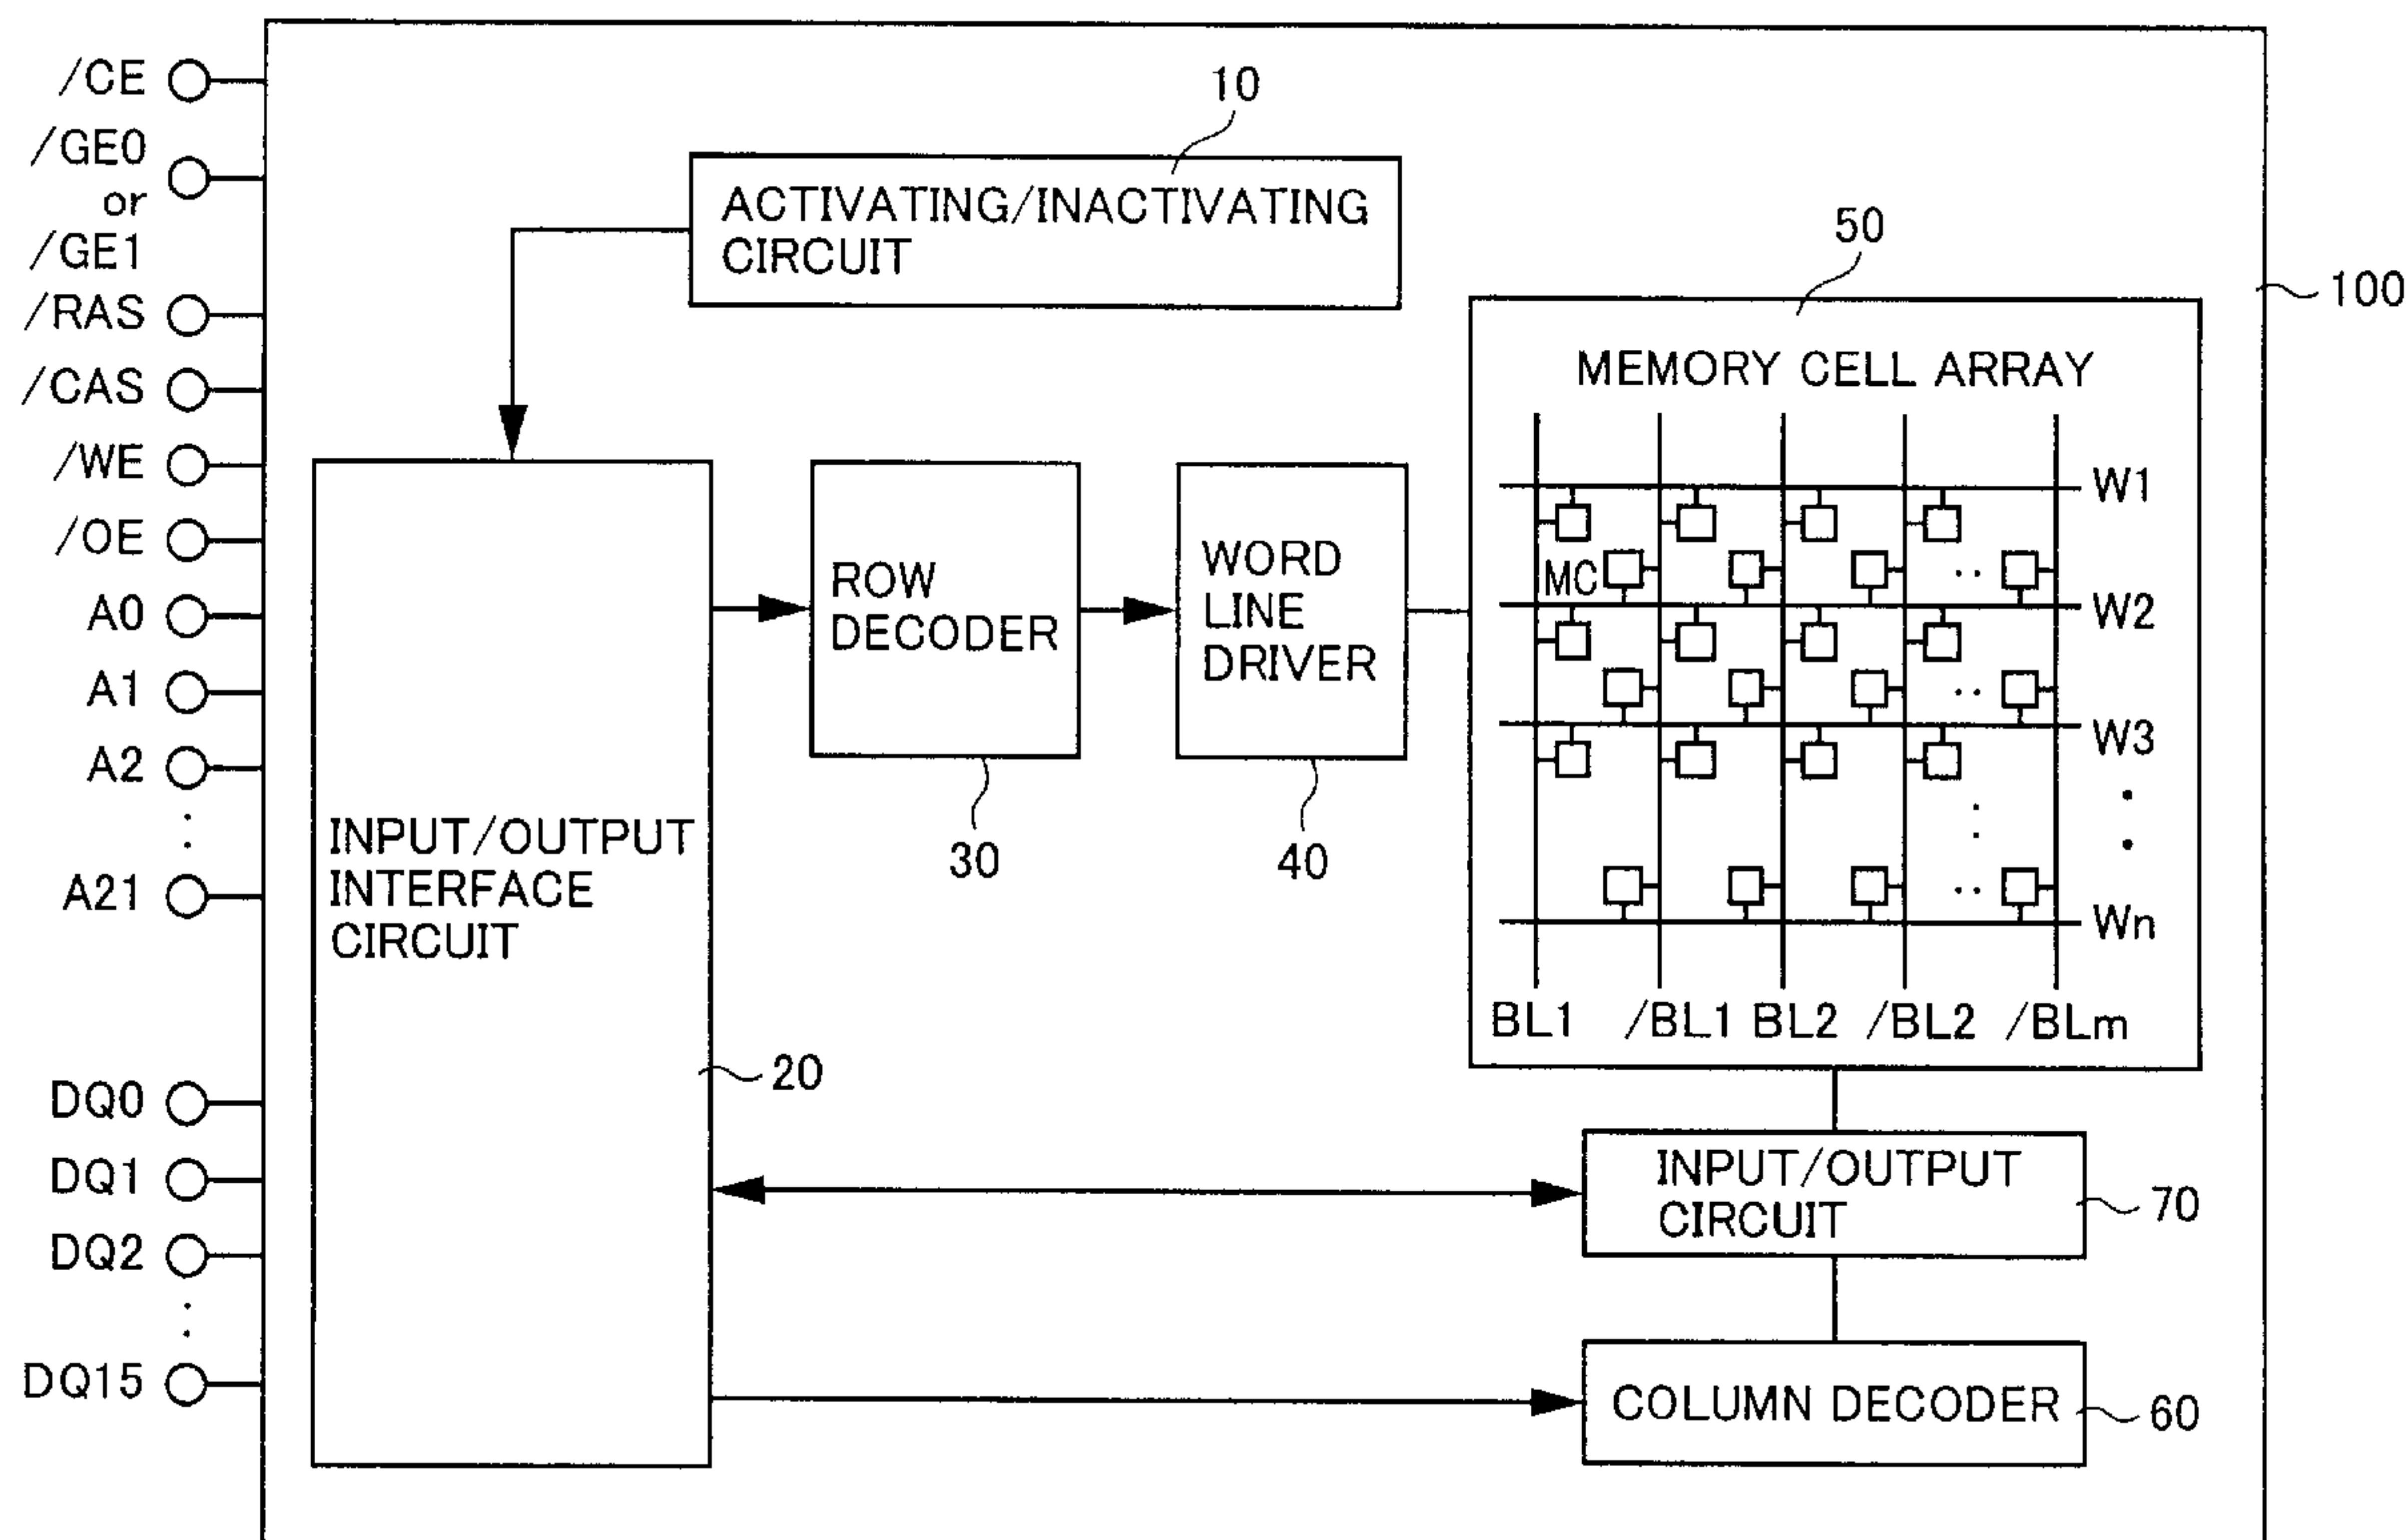 /CE
/GE0
or
/GE1
/RAS
/CAS
/WE
/OE
A0
A1
A2
A21
DQ0
DQ1
DQ2
DQ15
10
ACTIVATING/INACTIVATING
CIRCUIT
50
100
MEMORY CELL ARRAY
W1
MC
W2
W3
Wn
BL1 /BL1 BL2 /BL2 /BLm
ROW
DECODER
30
WORD
LINE
DRIVER
40
INPUT/OUTPUT
INTERFACE
CIRCUIT
20
INPUT/OUTPUT
CIRCUIT
70
COLUMN DECODER
60